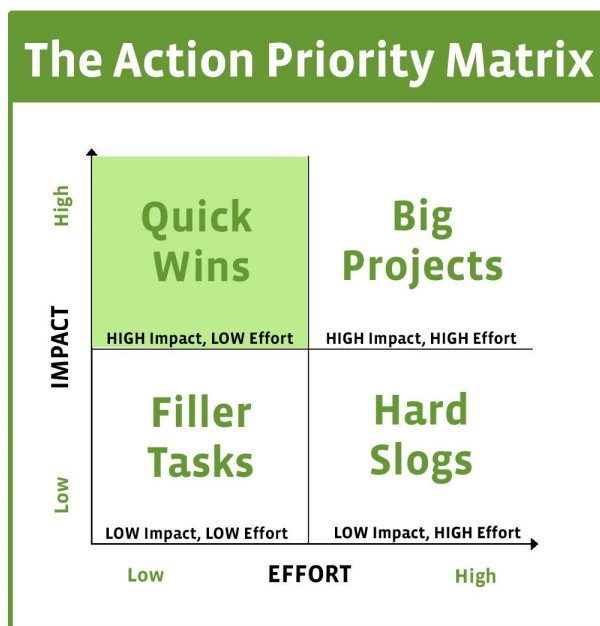 The Action Priority Matrix
High
IMPACT
Low
Quick
Wins
HIGH Impact, LOW Effort
Big
Projects
HIGH Impact, HIGH Effort
Filler
Tasks
LOW Impact, LOW Effort
Hard
Slogs
LOW Impact, HIGH Effort
Low
EFFORT
High